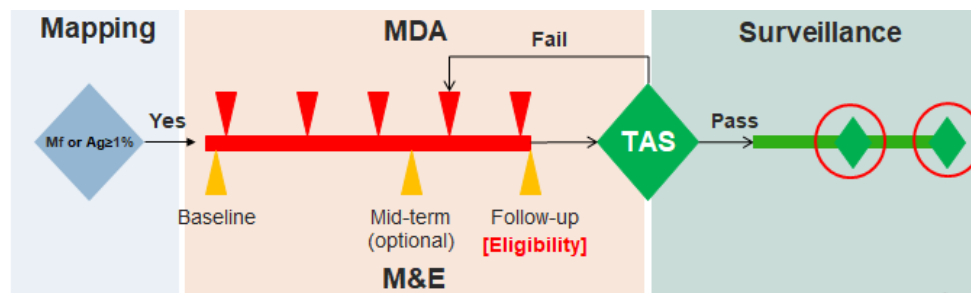 Mapping
MDA
Surveillance
Fail
Mf or Ag≥1%
Yes
TAS
Pass
Baseline
Mid-term
(optional)
Follow-up
[Eligibility]
M&E